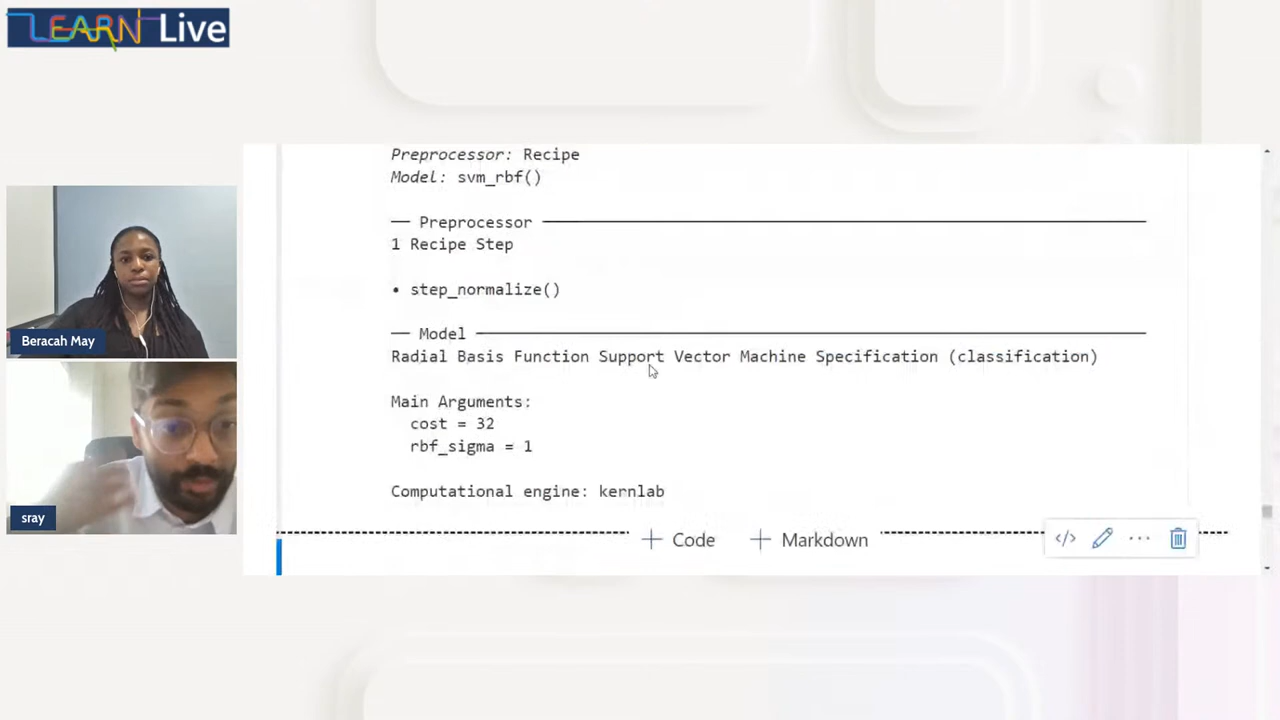 LEARN Live
Preprocessor: Recipe
Model: svm_rbf()
Preprocessor
1 Recipe Step
• step_normalize()
Model
Radial Basis Function Support Vector Machine Specification (classification)
Main Arguments:
cost = 32
rbf_sigma = 1
Computational engine: kernlab
+ Code + Markdown
</> ...
Beracah May
sray